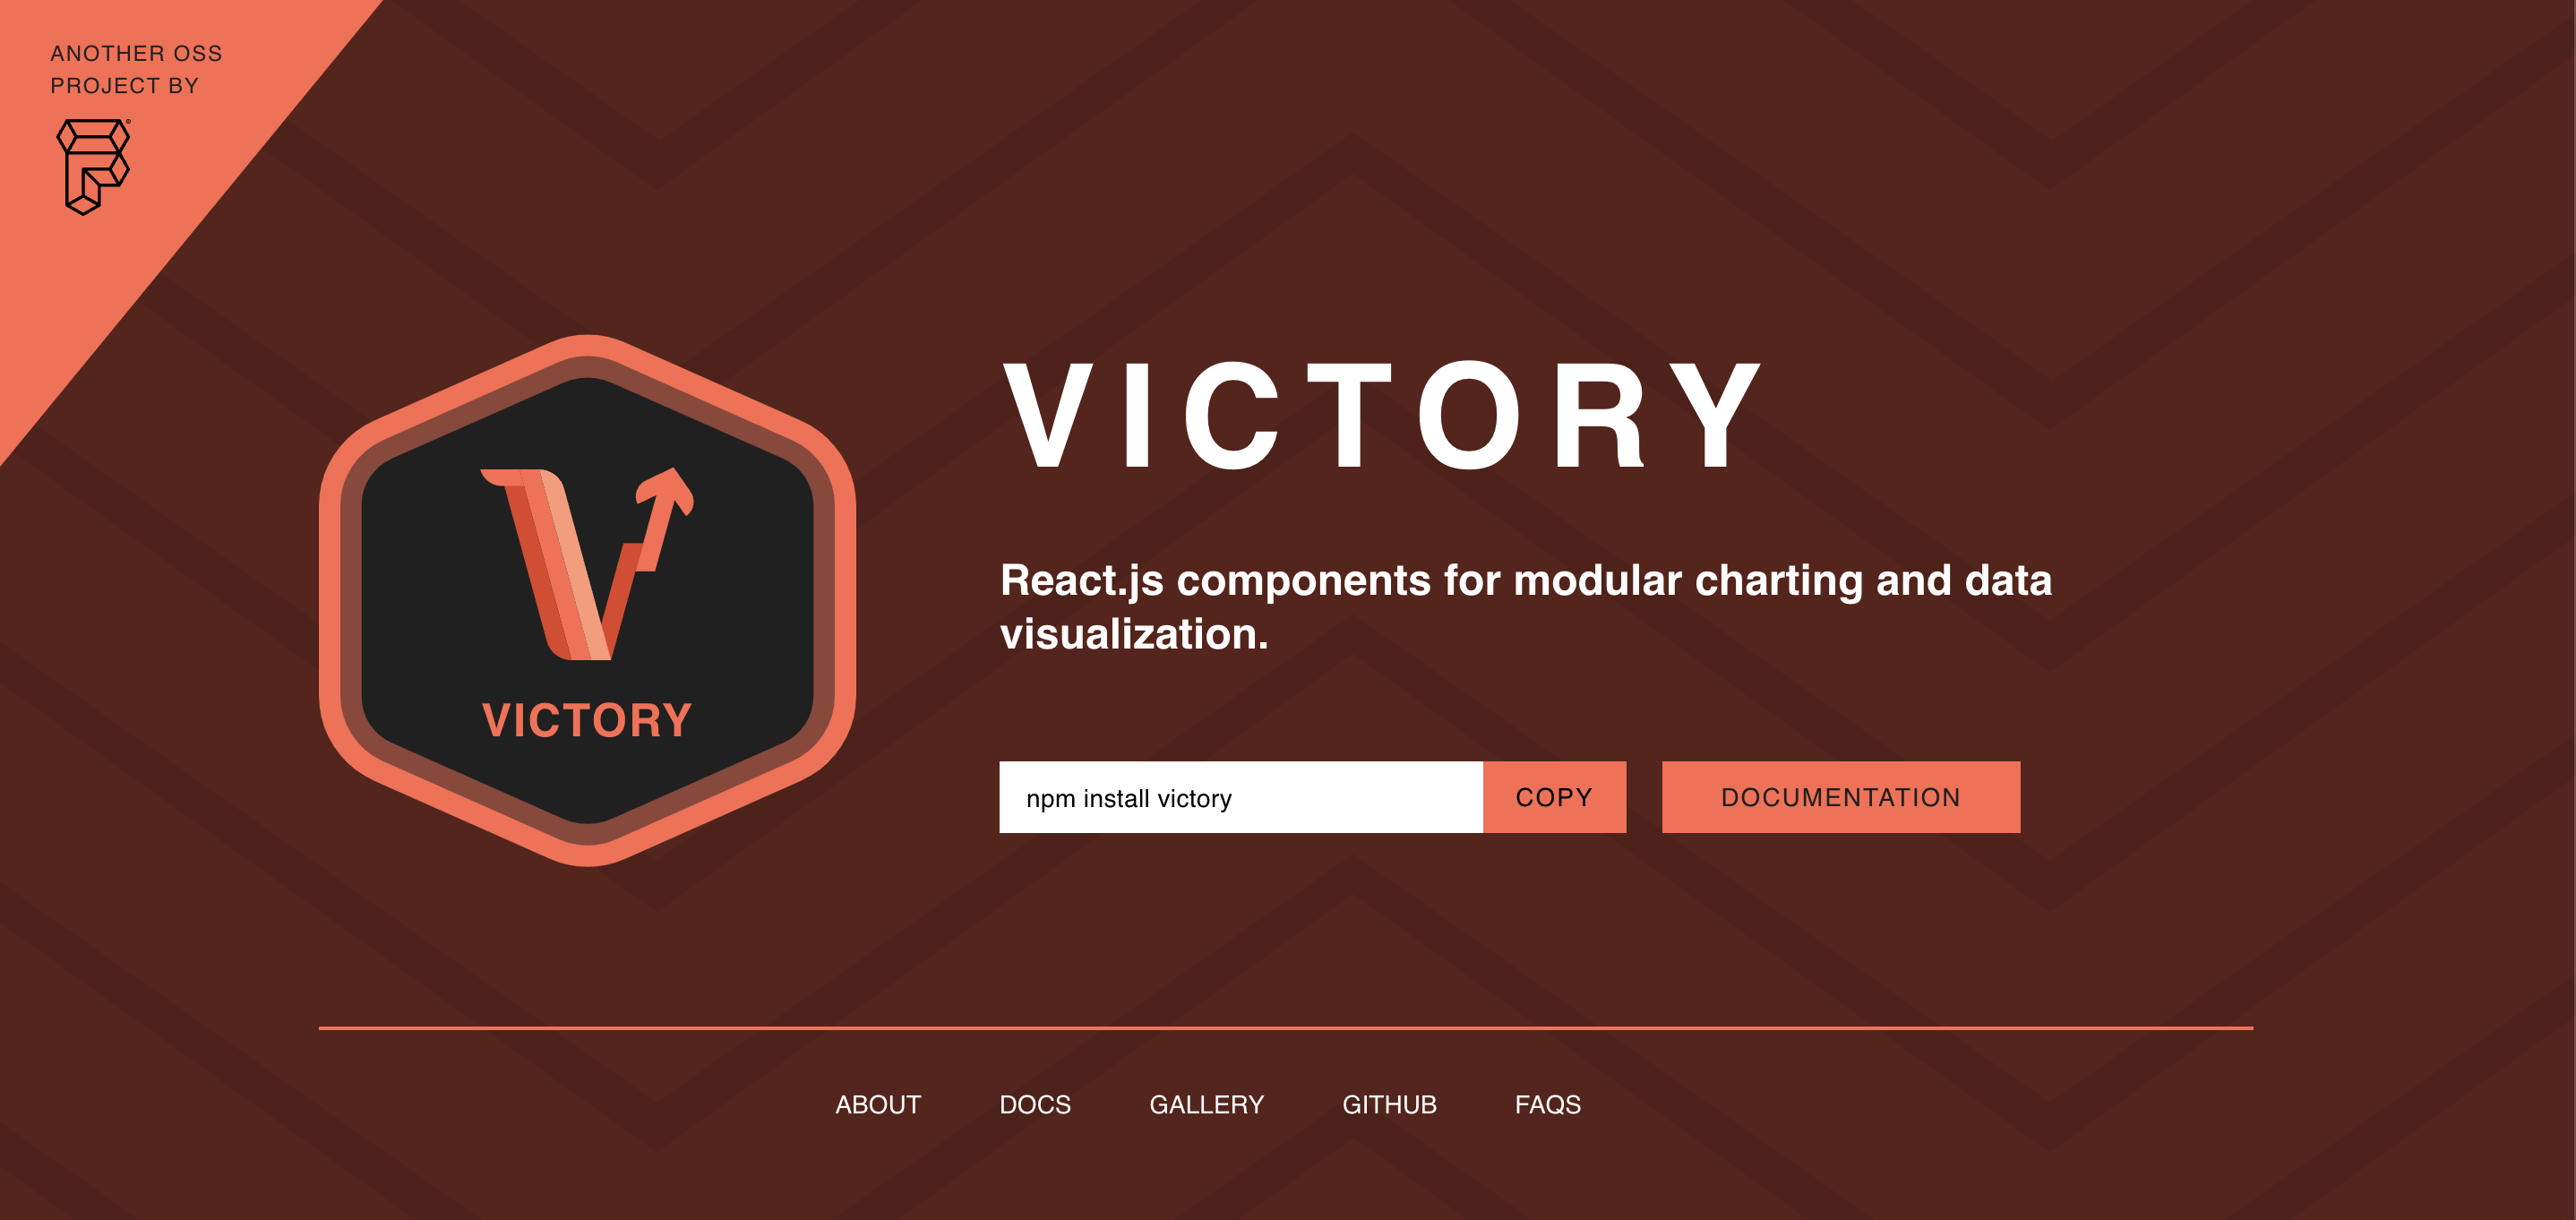 ANOTHER OSS
PROJECT BY
VICTORY
VICTORY
React.js components for modular charting and data
visualization.
npm install victory
COPY
DOCUMENTATION
ABOUT
DOCS
GALLERY
GITHUB
FAQS